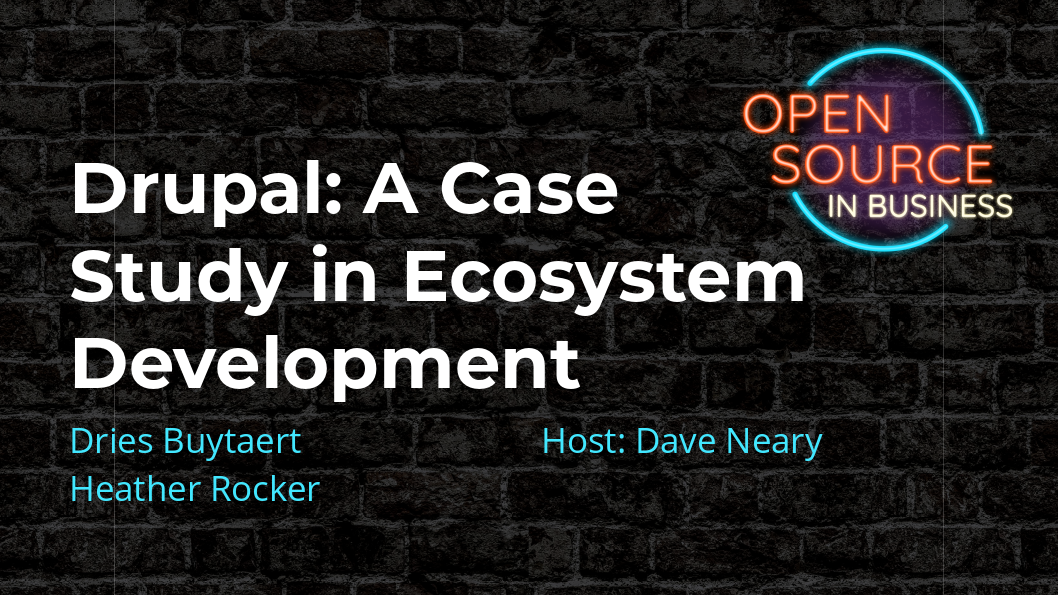 OPEN
SOURCE
IN BUSINESS
Drupal: A Case
Study in Ecosystem
Development
Dries Buytaert
Heather Rocker
Host: Dave Neary